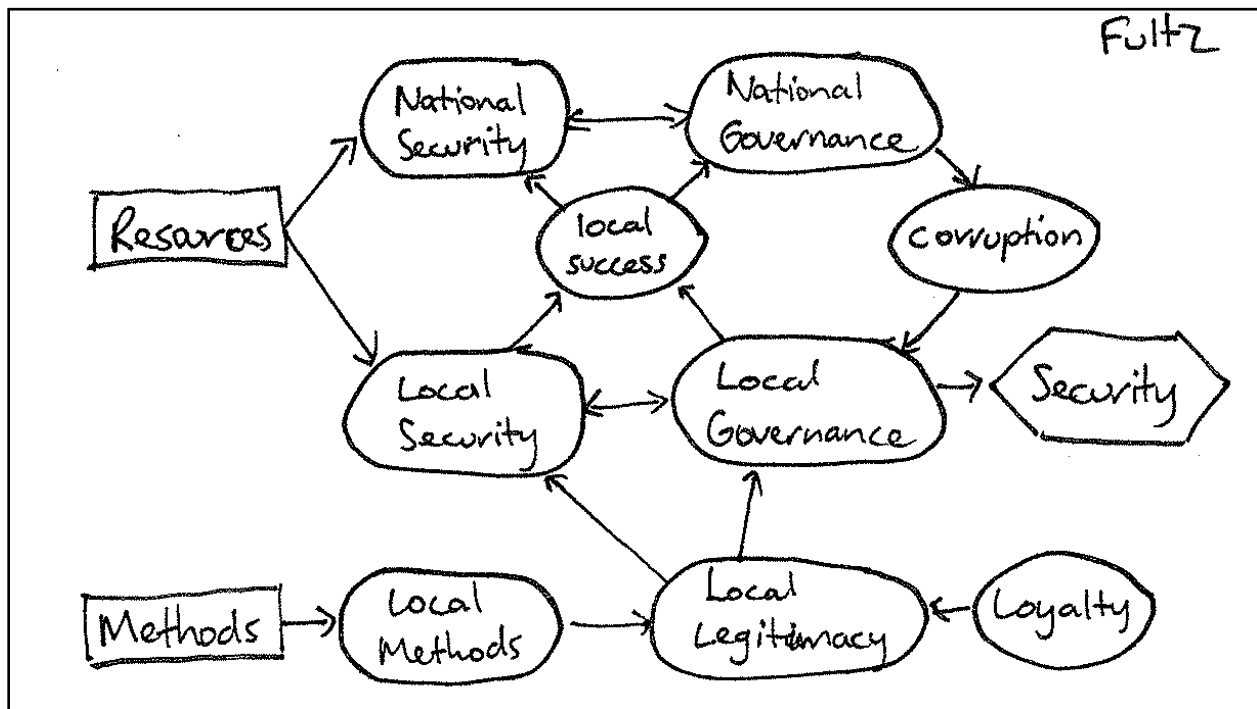 Fultz
National
Security
National
Governance
Resources
local
success
corruption
Local
Security
Local
Governance
Security
Methods
Local
Methods
Local
Legitimacy
Loyalty